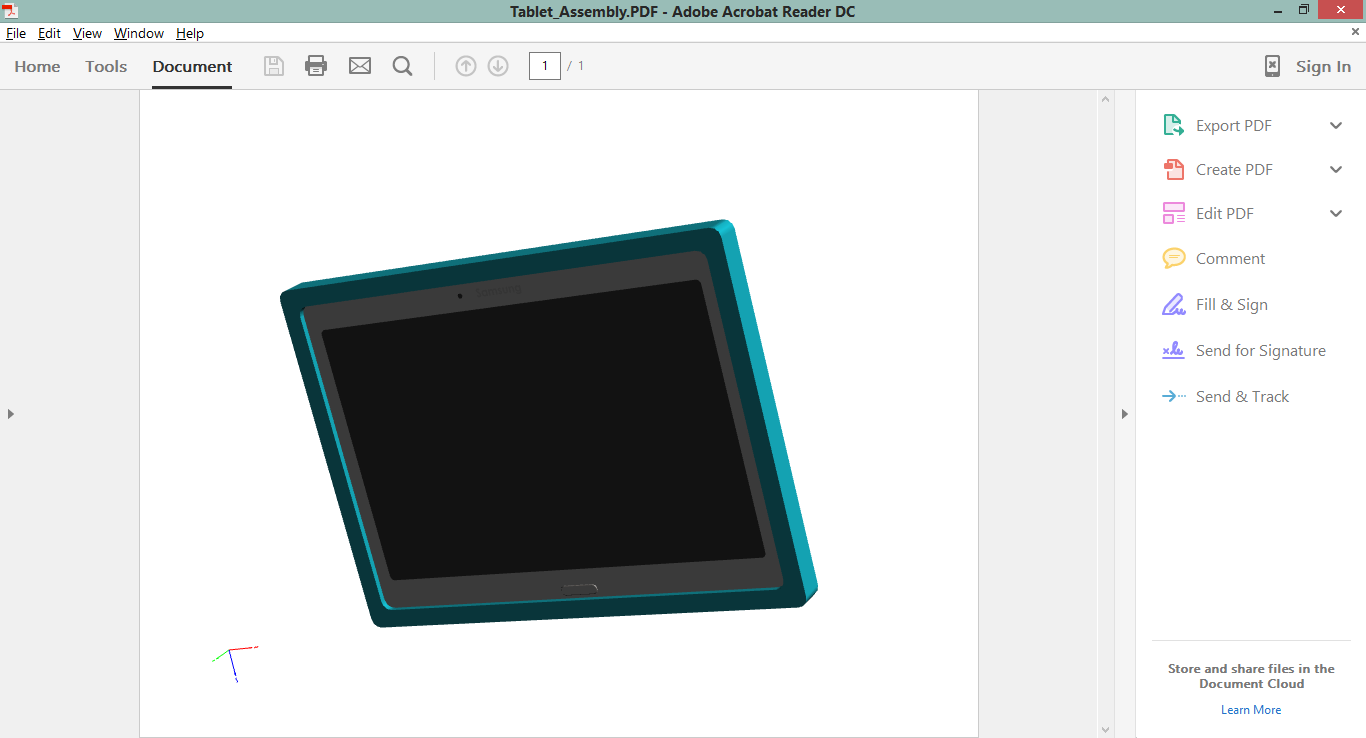 Tablet_Assembly.PDF - Adobe Acrobat Reader DC
File Edit View Window Help
Home Tools Document 1 / 1 Sign In
Export PDF
Create PDF
Edit PDF
Comment
Fill & Sign
Send for Signature
Send & Track
Store and share files in the
Document Cloud
Learn More